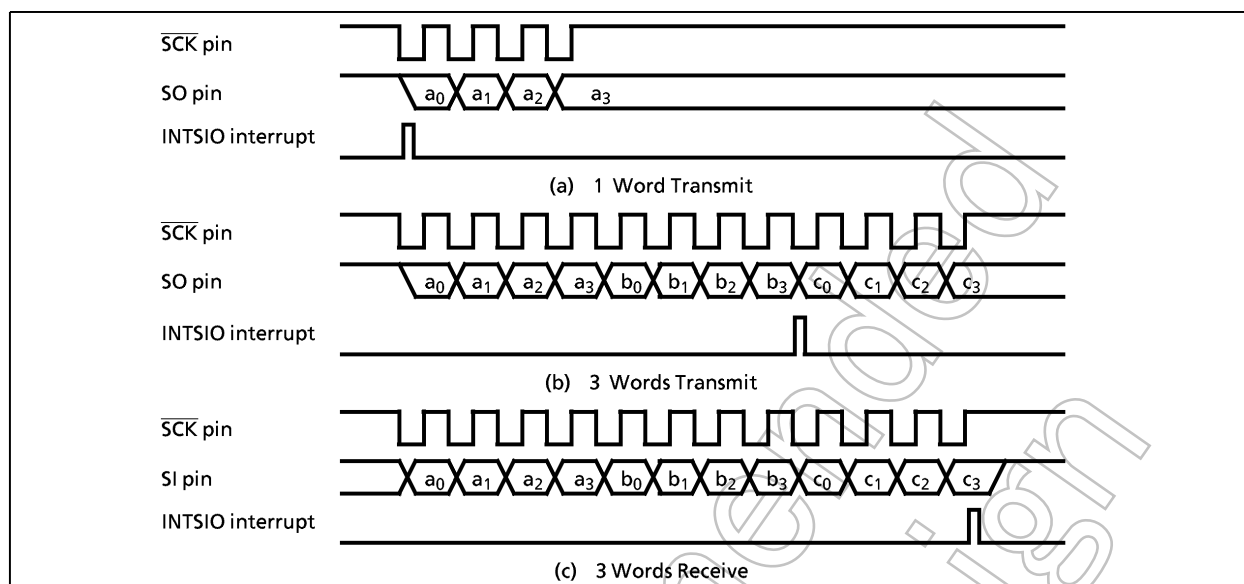 SCK pin
SO pin
a0 a1 a2 a3
INTSIO interrupt
(a) 1 Word Transmit
SCK pin
SO pin
a0 a1 a2 a3 b0 b1 b2 b3 c0 c1 c2 c3
INTSIO interrupt
(b) 3 Words Transmit
SCK pin
SI pin
a0 a1 a2 a3 b0 b1 b2 b3 c0 c1 c2 c3
INTSIO interrupt
(c) 3 Words Receive